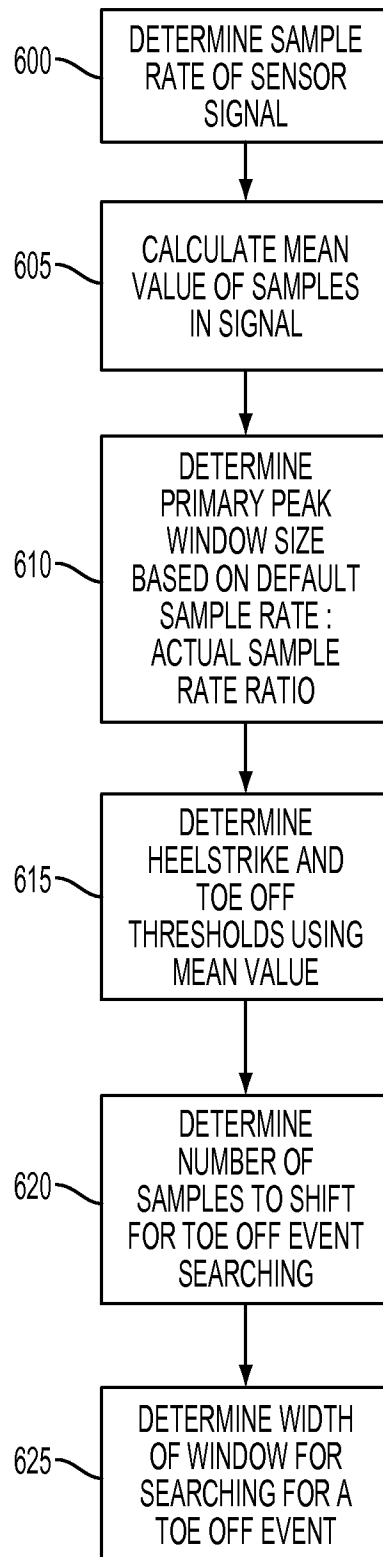 600
DETERMINE SAMPLE
RATE OF SENSOR
SIGNAL
605
CALCULATE MEAN
VALUE OF SAMPLES
IN SIGNAL
610
DETERMINE
PRIMARY PEAK
WINDOW SIZE
BASED ON DEFAULT
SAMPLE RATE :
ACTUAL SAMPLE
RATE RATIO
615
DETERMINE
HEELSTRIKE AND
TOE OFF
THRESHOLDS USING
MEAN VALUE
620
DETERMINE
NUMBER OF
SAMPLES TO SHIFT
FOR TOE OFF EVENT
SEARCHING
625
DETERMINE WIDTH
OF WINDOW FOR
SEARCHING FOR A
TOE OFF EVENT